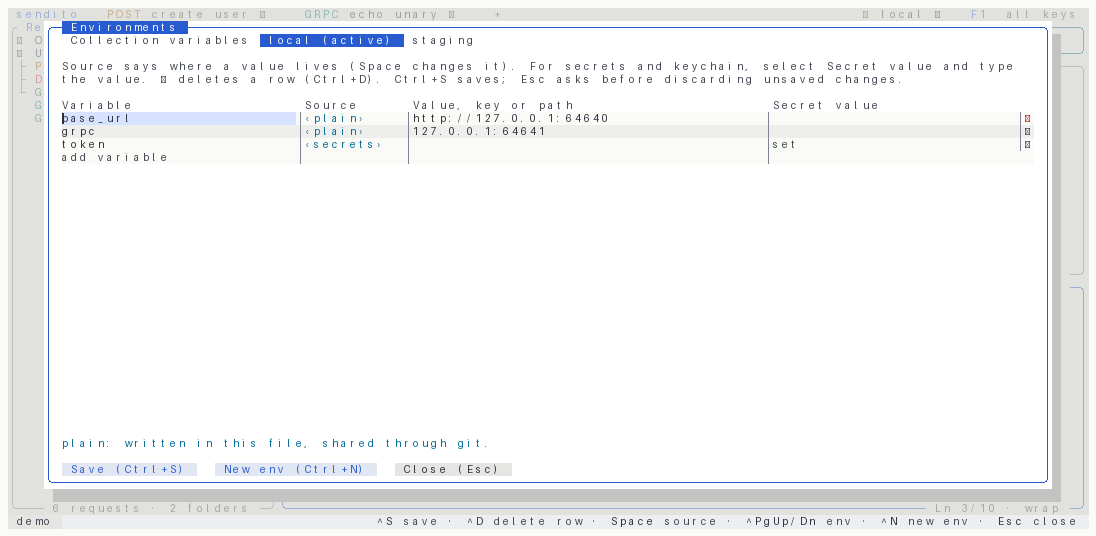 sendito POST create user GRPC echo unary + local F1 all keys
Re
Environments
O Collection variables local (active) staging
U
P Source says where a value lives (Space changes it). For secrets and keychain, select Secret value and type
D the value. deletes a row (Ctrl+D). Ctrl+S saves; Esc asks before discarding unsaved changes.
G
G Variable Source Value, key or path Secret value
G base_url ‹plain› http://127.0.0.1:64640
grpc ‹plain› 127.0.0.1:64641
token ‹secrets› set
add variable
plain: written in this file, shared through git.
Save (Ctrl+S) New env (Ctrl+N) Close (Esc)
6 requests · 2 folders Ln 3/10 · wrap
demo ^S save · ^D delete row · Space source · ^PgUp/Dn env · ^N new env · Esc close